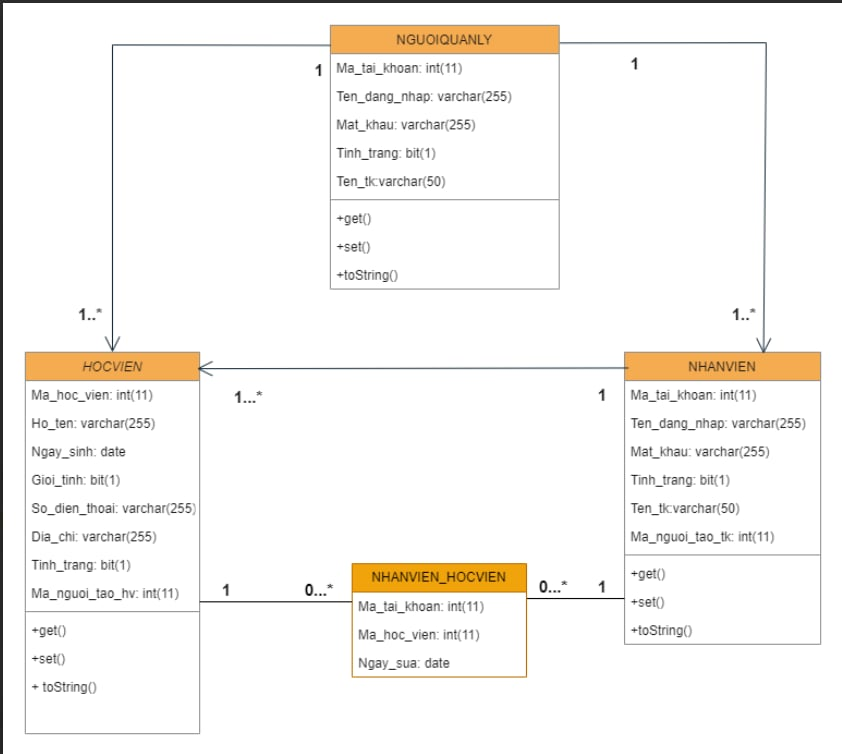 NGUOIQUANLY
1
Ma_tai_khoan: int(11)
1
Ten_dang_nhap: varchar(255)
Mat_khau: varchar(255)
Tinh_trang: bit(1)
Ten_tk:varchar(50)
+get()
+set()
+toString()
1..*
1..*
HOCVIEN
Ma_hoc_vien: int(11)
Ho_ten: varchar(255)
Ngay_sinh: date
Gioi_tinh: bit(1)
So_dien_thoai: varchar(255)
Dia_chi: varchar(255)
Tinh_trang: bit(1)
Ma_nguoi_tao_hv: int(11)
+get()
+set()
+ toString()
1...*
1
NHANVIEN
Ma_tai_khoan: int(11)
Ten_dang_nhap: varchar(255)
Mat_khau: varchar(255)
Tinh_trang: bit(1)
Ten_tk:varchar(50)
Ma_nguoi_tao_tk: int(11)
+get()
+set()
+toString()
1
0...*
NHANVIEN_HOCVIEN
Ma_tai_khoan: int(11)
Ma_hoc_vien: int(11)
Ngay_sua: date
0...*
1